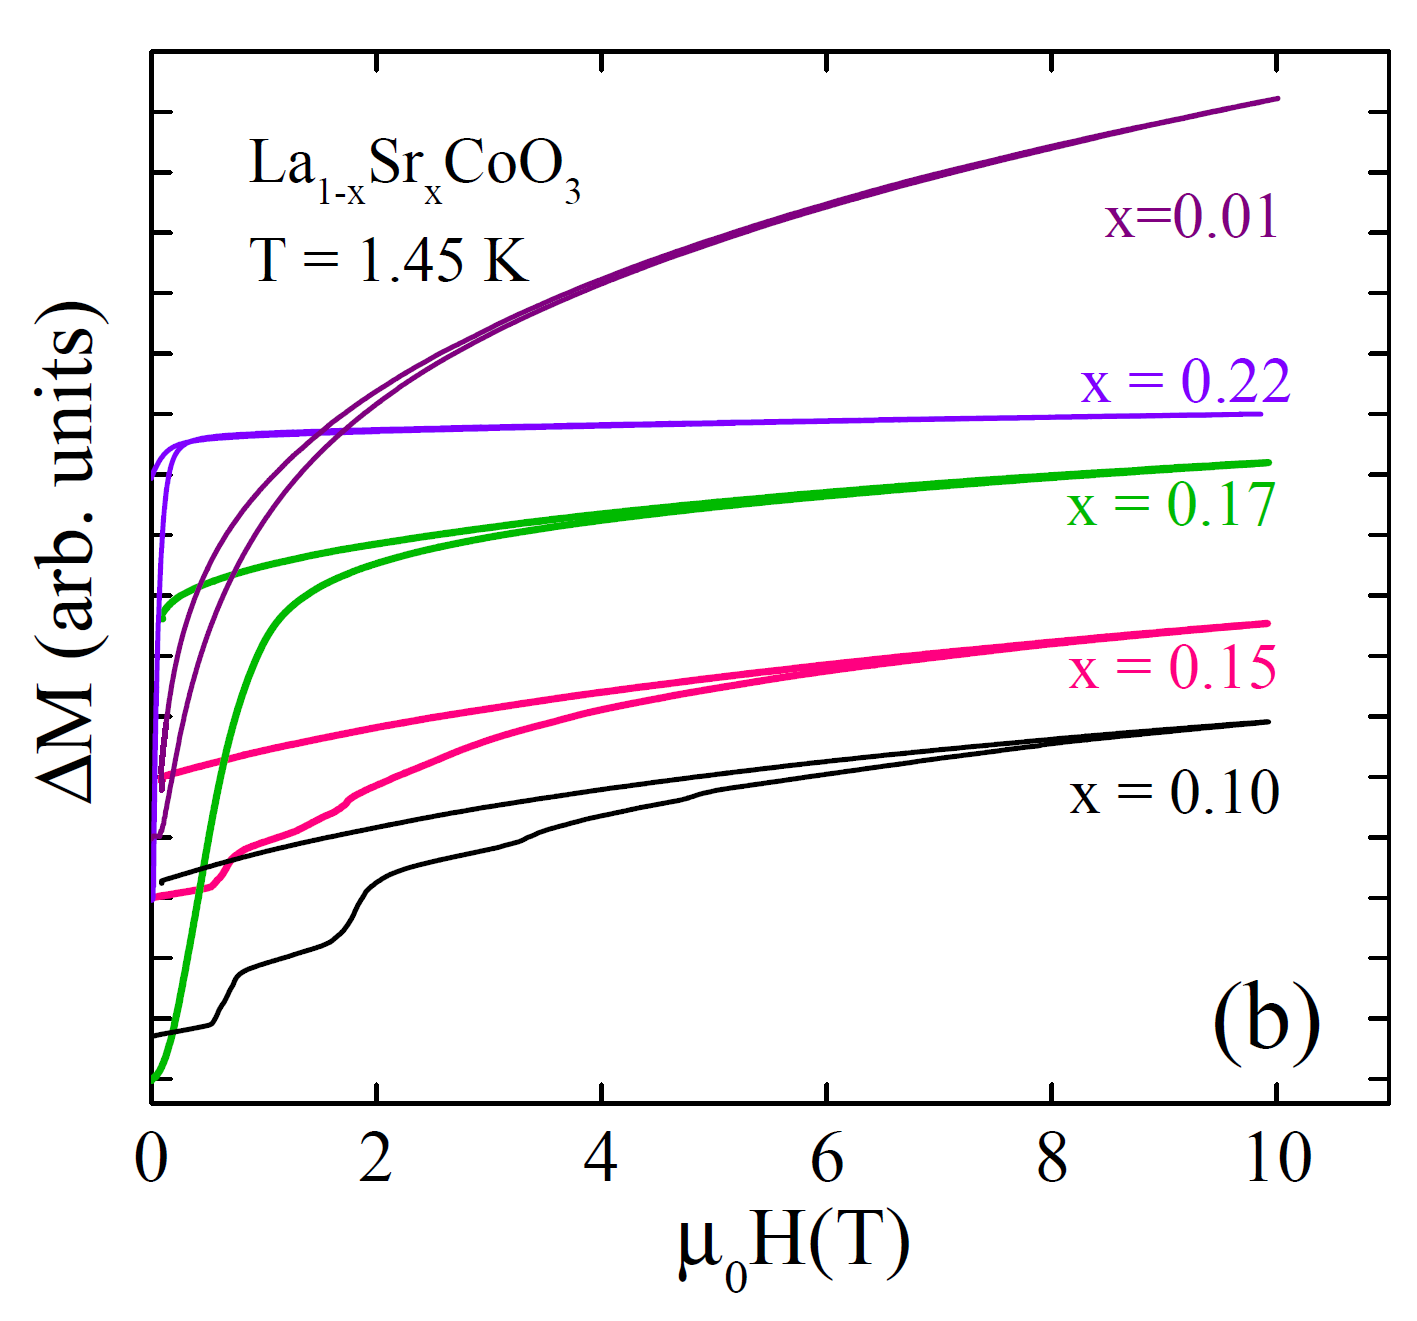 La₁₋ₓSrₓCoO₃
T = 1.45 K
x=0.01
x = 0.22
x = 0.17
x = 0.15
x = 0.10
(b)
ΔM (arb. units)
0 2 4 6 8 10
μ₀H(T)